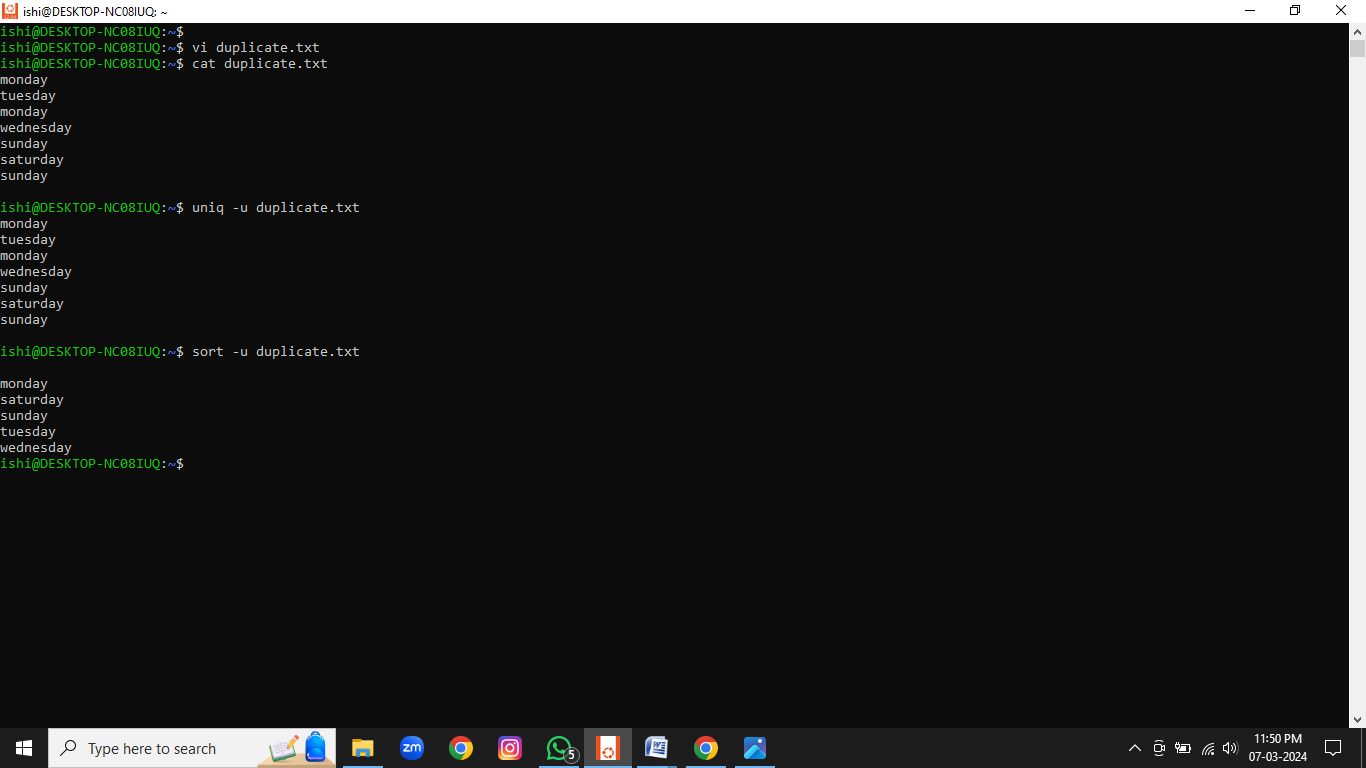 ishi@DESKTOP-NC08IUQ: ~
ishi@DESKTOP-NC08IUQ:~$
ishi@DESKTOP-NC08IUQ:~$ vi duplicate.txt
ishi@DESKTOP-NC08IUQ:~$ cat duplicate.txt
monday
tuesday
monday
wednesday
sunday
saturday
sunday
ishi@DESKTOP-NC08IUQ:~$ uniq -u duplicate.txt
monday
tuesday
monday
wednesday
sunday
saturday
sunday
ishi@DESKTOP-NC08IUQ:~$ sort -u duplicate.txt
monday
saturday
sunday
tuesday
wednesday
ishi@DESKTOP-NC08IUQ:~$
Type here to search
zm
5
W
11:50 PM
07-03-2024